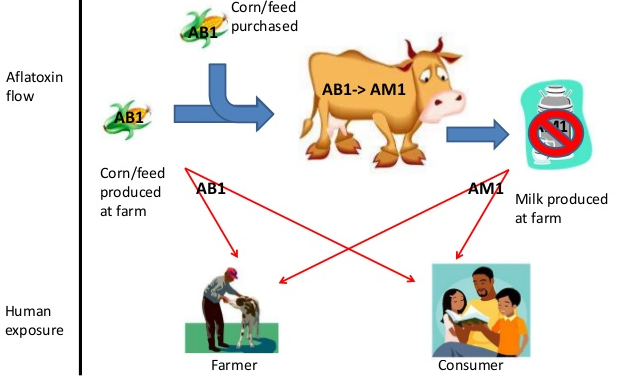 Corn/feed
purchased
AB1
Aflatoxin
flow
AB1
AB1-> AM1
AM1
Corn/feed
produced
at farm
AB1
AM1
Milk produced
at farm
Human
exposure
Farmer
Consumer